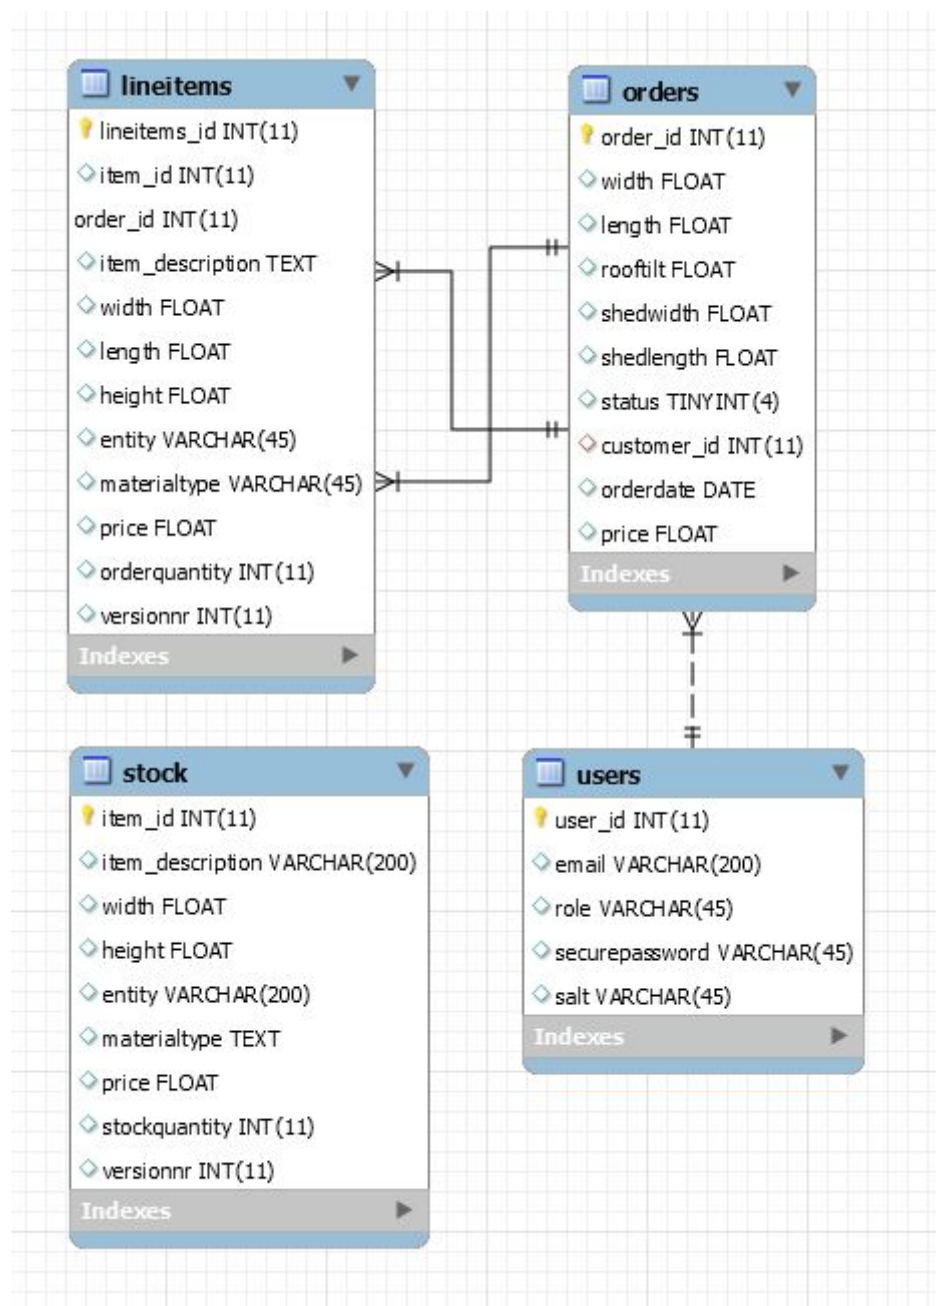 lineitems
lineitems_id INT(11)
item_id INT(11)
order_id INT(11)
item_description TEXT
width FLOAT
length FLOAT
height FLOAT
entity VARCHAR(45)
materialtype VARCHAR(45)
price FLOAT
orderquantity INT(11)
versionnr INT(11)
Indexes
orders
order_id INT(11)
width FLOAT
length FLOAT
rooftilt FLOAT
shedwidth FLOAT
shedlength FLOAT
status TINYINT(4)
customer_id INT(11)
orderdate DATE
price FLOAT
Indexes
stock
item_id INT(11)
item_description VARCHAR(200)
width FLOAT
height FLOAT
entity VARCHAR(200)
materialtype TEXT
price FLOAT
stockquantity INT(11)
versionnr INT(11)
Indexes
users
user_id INT(11)
email VARCHAR(200)
role VARCHAR(45)
securepassword VARCHAR(45)
salt VARCHAR(45)
Indexes